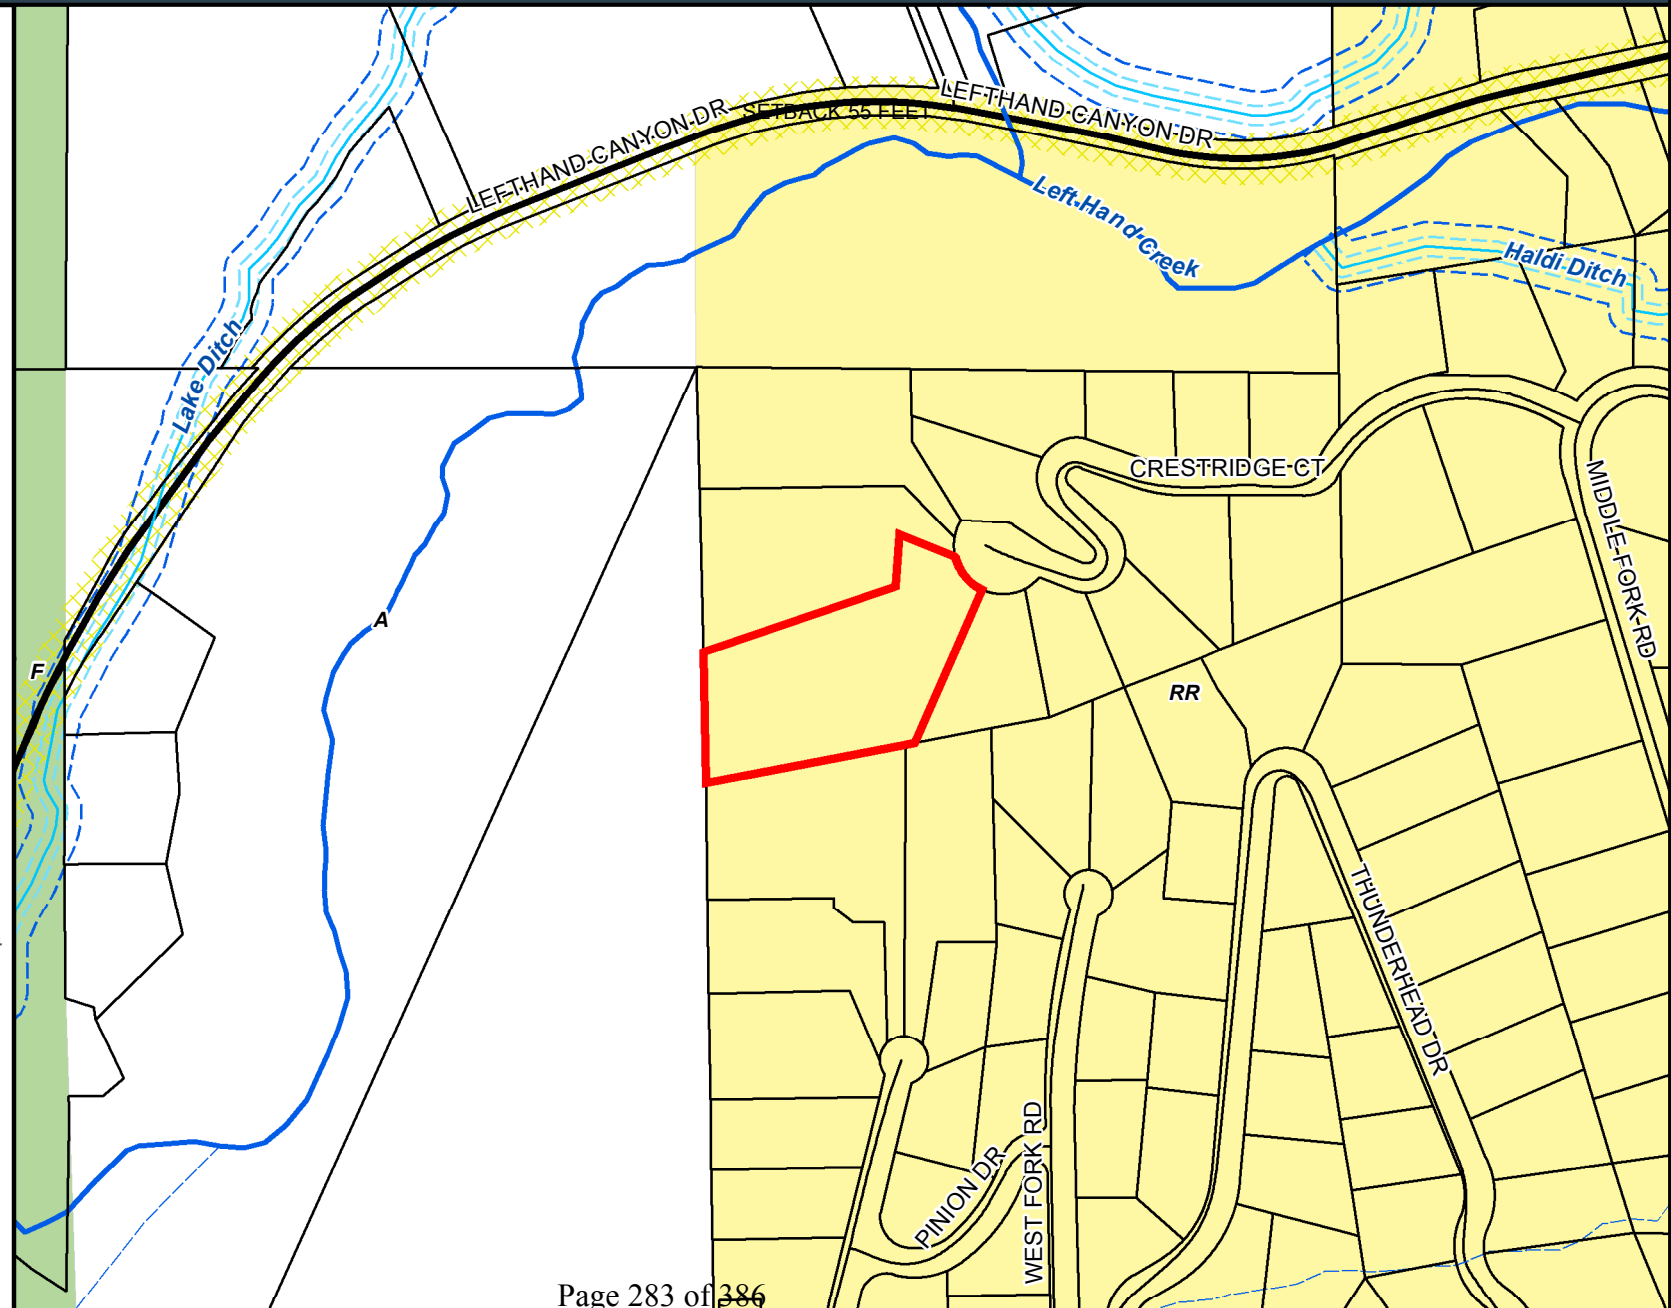 LEFTHAND CANYON DR
SETBACK 55 FEET
LEFTHAND CANYON DR
Left Hand Creek
Haldi Ditch
Lake Ditch
CRESTRIDGE CT
MIDDLE FORK RD
A
F
RR
THUNDERHEAD DR
PINION DR
WEST FORK RD
Page 283 of 386